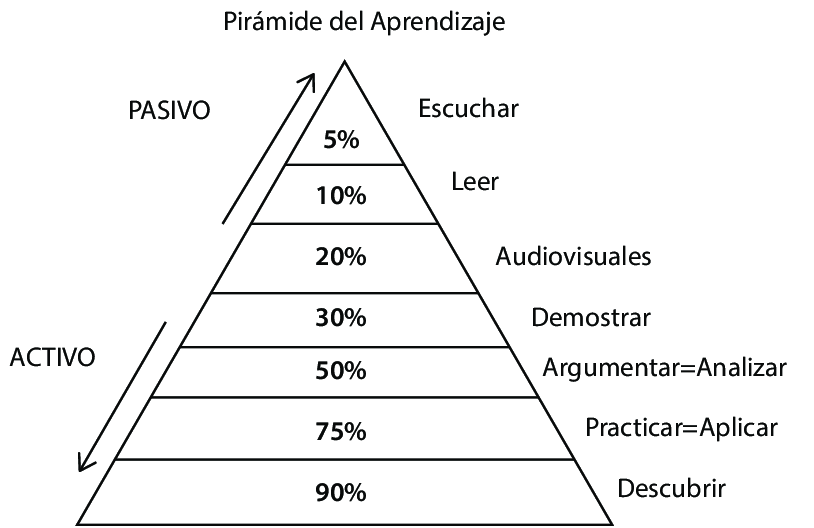 Pirámide del Aprendizaje
PASIVO
Escuchar
5%
Leer
10%
Audiovisuales
20%
Demostrar
30%
ACTIVO
Argumentar=Analizar
50%
Practicar=Aplicar
75%
Descubrir
90%